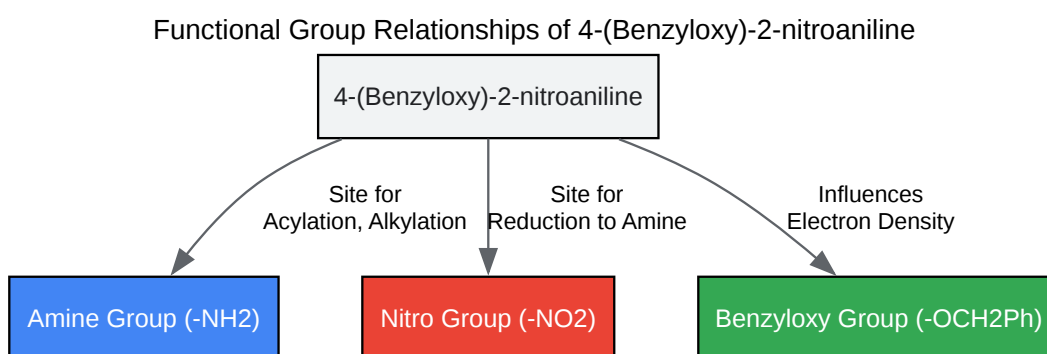 Functional Group Relationships of 4-(Benzyloxy)-2-nitroaniline
4-(Benzyloxy)-2-nitroaniline
Site for
Acylation, Alkylation
Site for
Reduction to Amine
Influences
Electron Density
Amine Group (-NH2)
Nitro Group (-NO2)
Benzyloxy Group (-OCH2Ph)